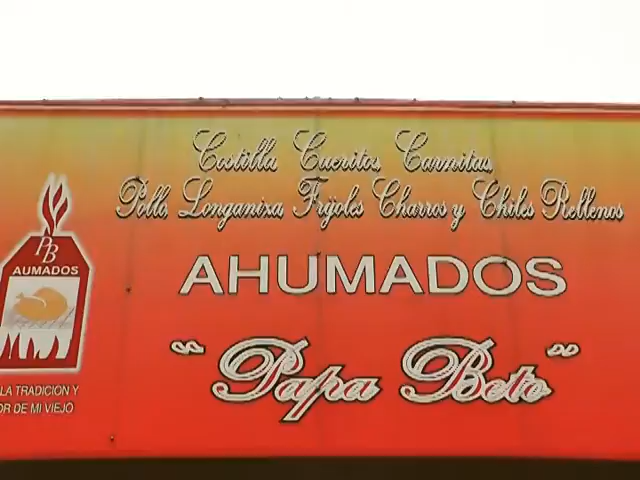 Costilla, Cueritos, Carnitas,
Pollo, Longaniza, Frijoles Charros y Chiles Rellenos
AHUMADOS
"Papa Beto"
PB
AUMADOS
LA TRADICION Y
OR DE MI VIEJO